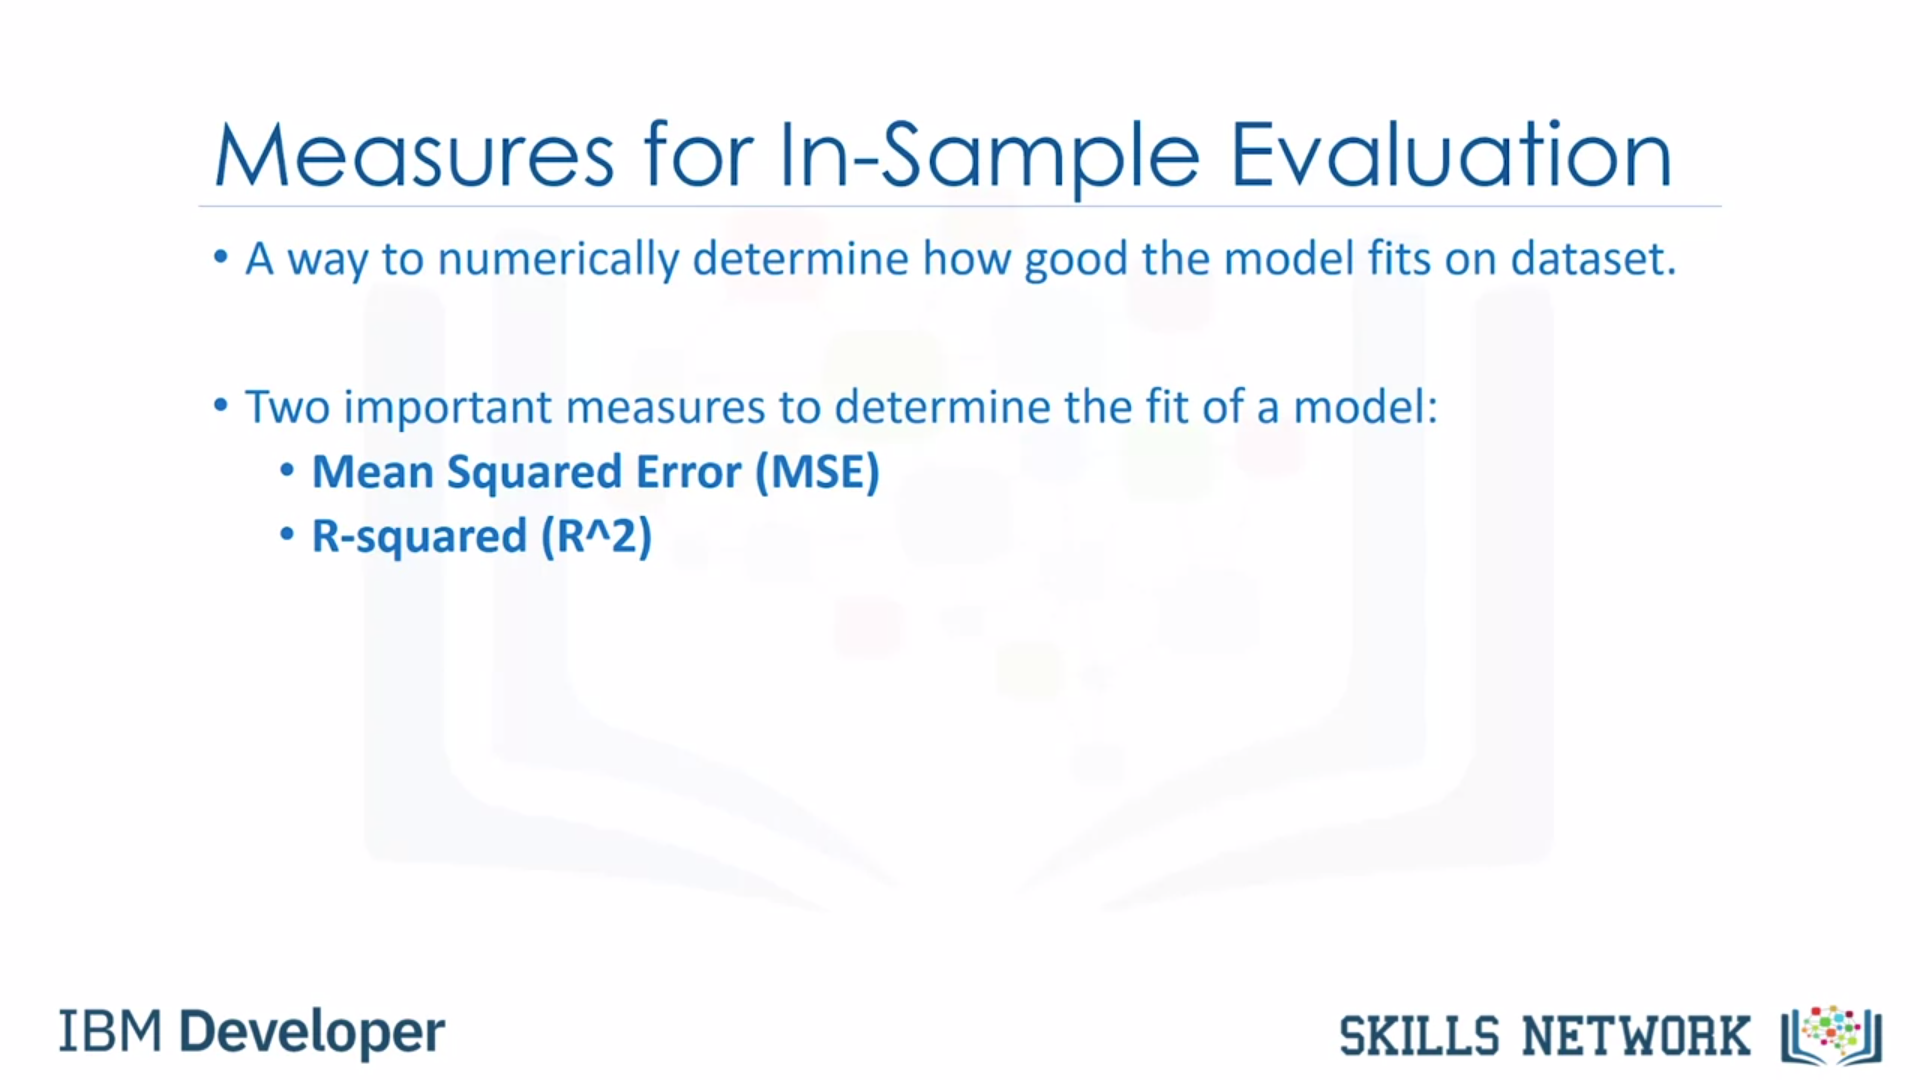 Measures for In-Sample Evaluation
• A way to numerically determine how good the model fits on dataset.
• Two important measures to determine the fit of a model:
• Mean Squared Error (MSE)
• R-squared (R^2)
IBM Developer
SKILLS NETWORK